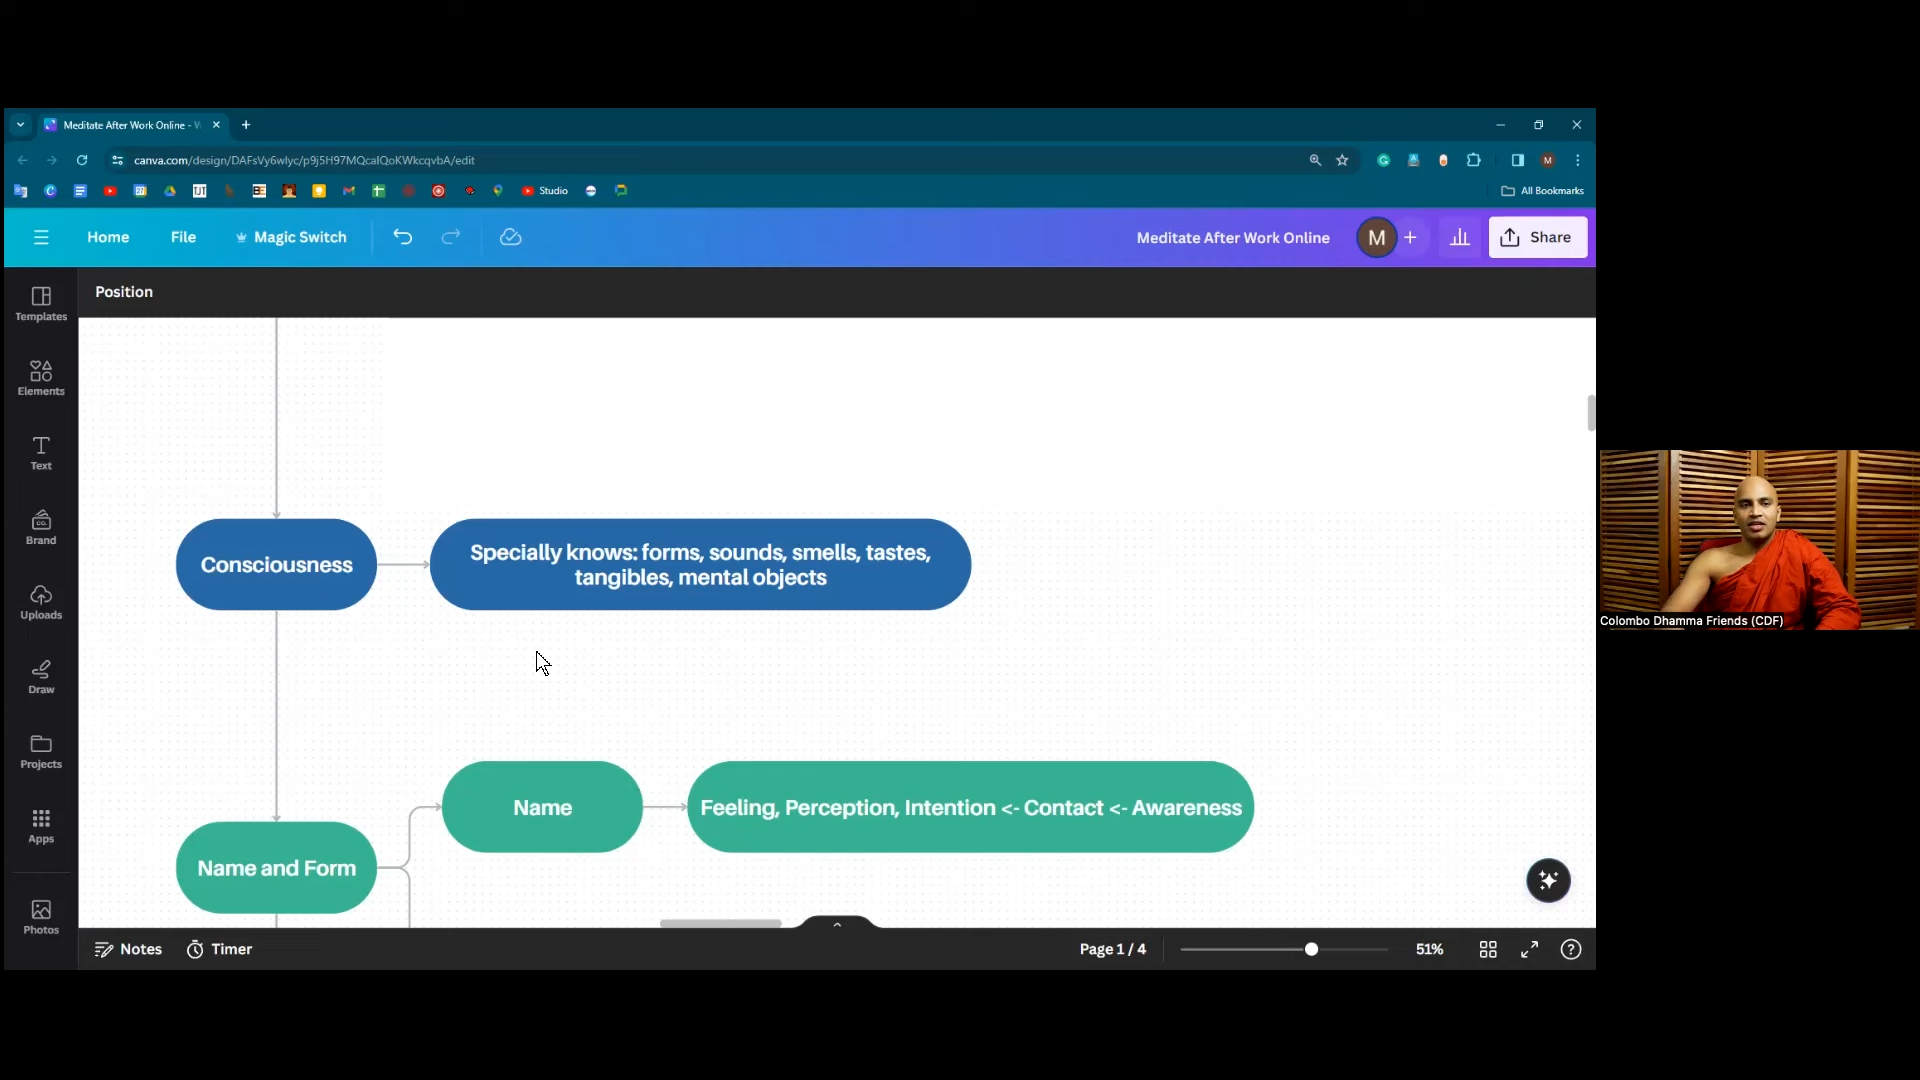 Meditate After Work Online - W
canva.com/design/DAFsVy6wlyc/p9j5H97MQcalQoKWkcqvbA/edit
M
Studio
All Bookmarks
Home
File
Magic Switch
Meditate After Work Online
M
Share
Position
Templates
Elements
Text
Brand
Uploads
Draw
Projects
Apps
Photos
Consciousness
Specially knows: forms, sounds, smells, tastes,
tangibles, mental objects
Name
Feeling, Perception, Intention <- Contact <- Awareness
Name and Form
Colombo Dhamma Friends (CDF)
Notes
Timer
Page 1 / 4
51%